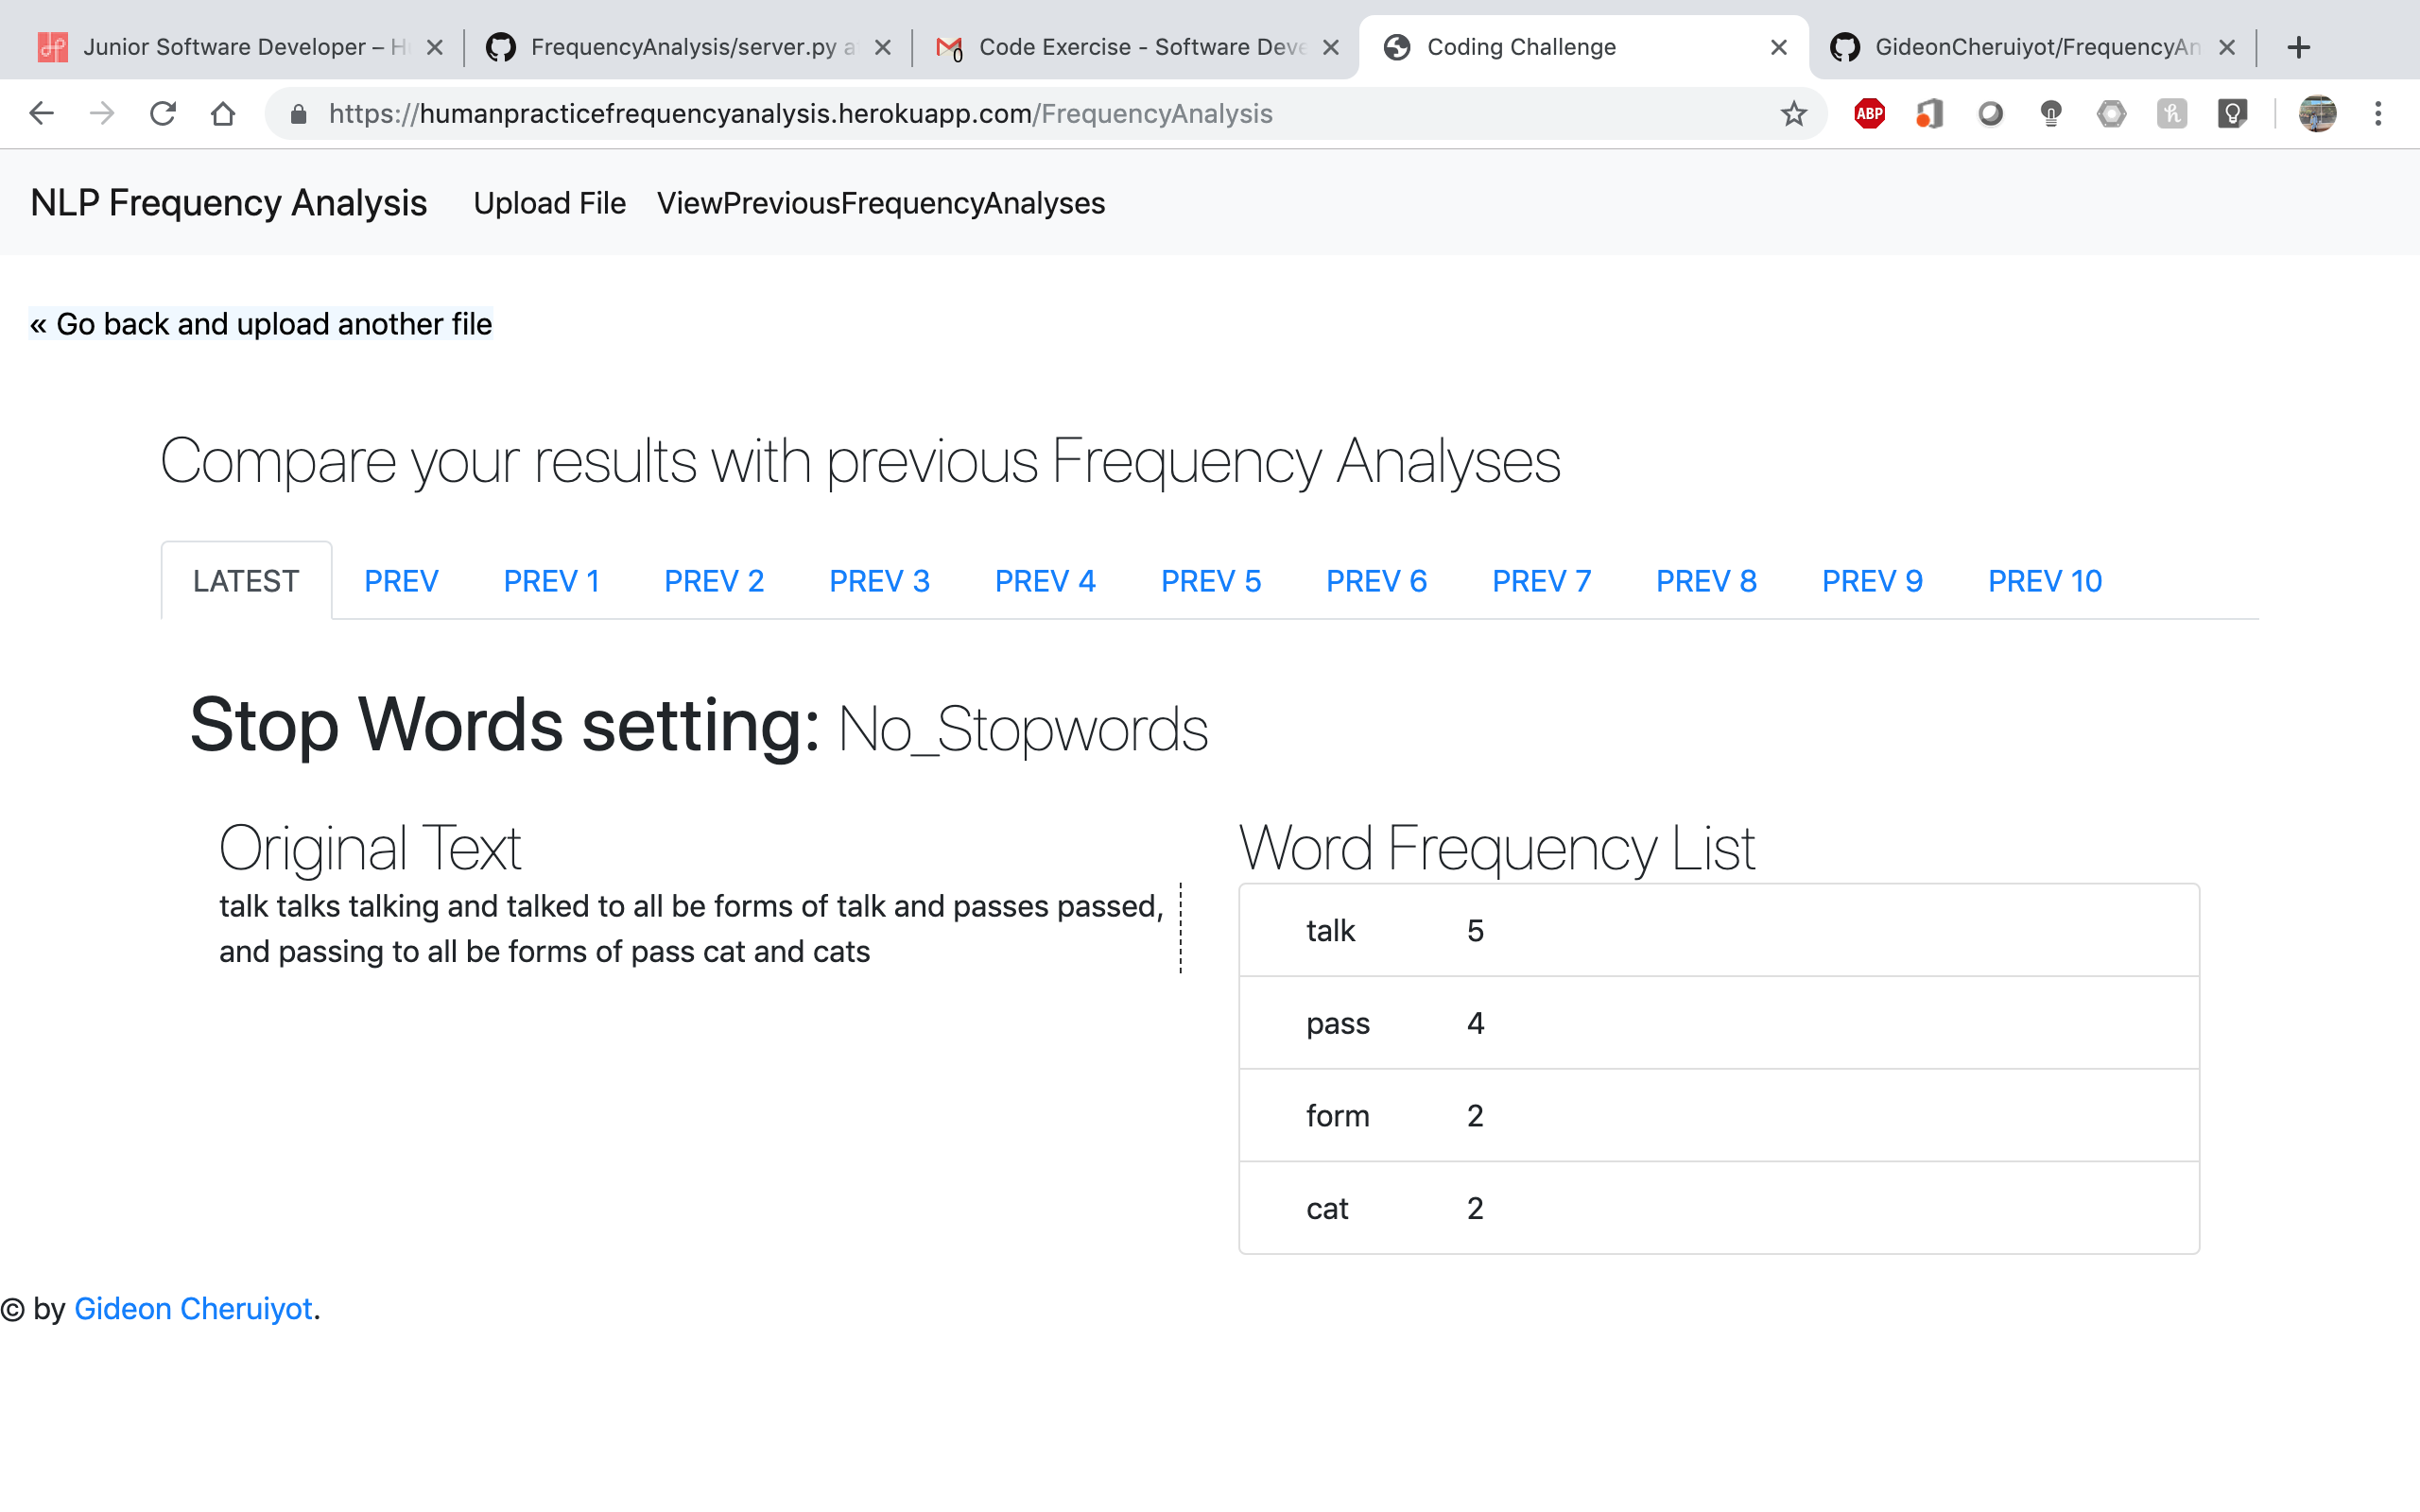 Junior Software Developer – H
FrequencyAnalysis/server.py a
0
Code Exercise - Software Deve
Coding Challenge
GideonCheruiyot/FrequencyAn
https://humanpracticefrequencyanalysis.herokuapp.com/FrequencyAnalysis
ABP
NLP Frequency Analysis Upload File ViewPreviousFrequencyAnalyses
« Go back and upload another file
Compare your results with previous Frequency Analyses
LATEST PREV PREV 1 PREV 2 PREV 3 PREV 4 PREV 5 PREV 6 PREV 7 PREV 8 PREV 9 PREV 10
Stop Words setting: No_Stopwords
Original Text
talk talks talking and talked to all be forms of talk and passes passed,
and passing to all be forms of pass cat and cats
Word Frequency List
talk 5
pass 4
form 2
cat 2
© by Gideon Cheruiyot.